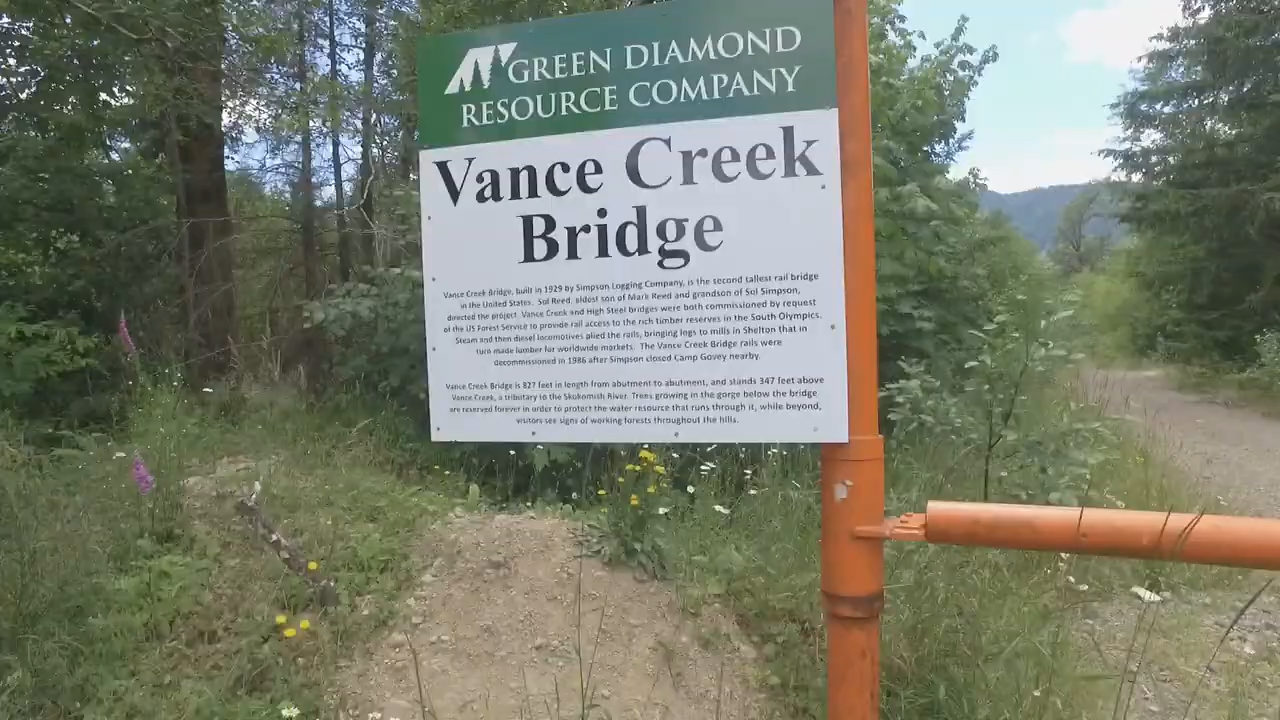 GREEN DIAMOND
RESOURCE COMPANY
Vance Creek
Bridge
Vance Creek Bridge, built in 1929 by Simpson Logging Company, is the second tallest rail bridge
in the United States. Sol Reed, oldest son of Mark Reed and grandson of Sol Simpson,
directed the project. Vance Creek and High Steel bridges were both commissioned by request
of the US Forest Service to provide rail access to the rich timber reserves in the South Olympics.
Steam and then diesel locomotives plied the rails, bringing logs to mills in Shelton that in
turn made lumber for worldwide markets. The Vance Creek Bridge rails were
decommissioned in 1986 after Simpson closed Camp Govey nearby.
Vance Creek Bridge is 827 feet in length from abutment to abutment, and stands 347 feet above
Vance Creek, a tributary to the Skokomish River. Trees growing in the gorge below the bridge
are reserved forever in order to protect the water resource that runs through it, while beyond,
visitors see signs of working forests throughout the hills.